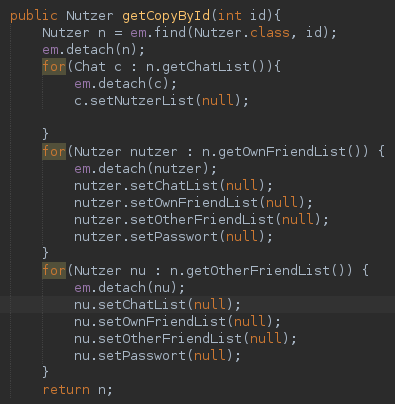 public Nutzer getCopyById(int id){
    Nutzer n = em.find(Nutzer.class, id);
    em.detach(n);
    for(Chat c : n.getChatList()){
        em.detach(c);
        c.setNutzerList(null);

    }
    for(Nutzer nutzer : n.getOwnFriendList()) {
        em.detach(nutzer);
        nutzer.setChatList(null);
        nutzer.setOwnFriendList(null);
        nutzer.setOtherFriendList(null);
        nutzer.setPasswort(null);
    }
    for(Nutzer nu : n.getOtherFriendList()) {
        em.detach(nu);
        nu.setChatList(null);
        nu.setOwnFriendList(null);
        nu.setOtherFriendList(null);
        nu.setPasswort(null);
    }
    return n;